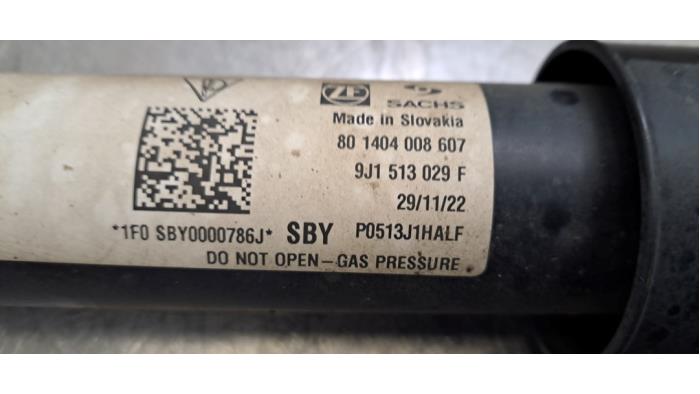 ZF SACHS
Made in Slovakia
80 1404 008 607
9J1 513 029 F
29/11/22
*1F0 SBY0000786J* SBY P0513J1HALF
DO NOT OPEN-GAS PRESSURE